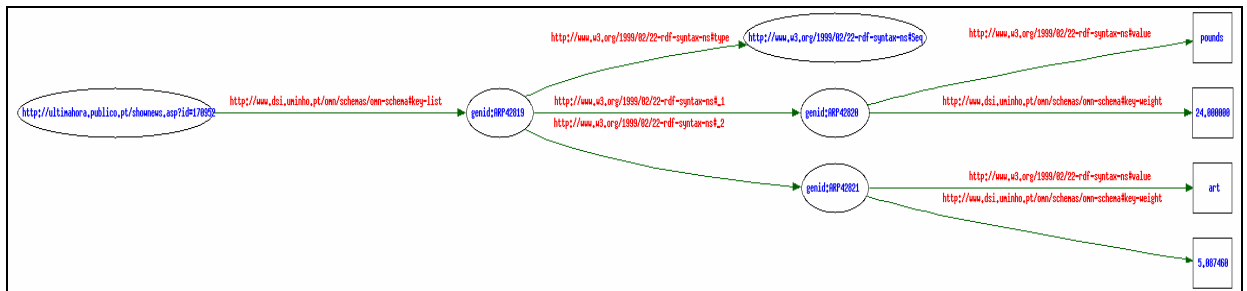 http://www.w3.org/1999/02/22-rdf-syntax-ns#type
http://www.w3.org/1999/02/22-rdf-syntax-ns#Seq
http://www.w3.org/1999/02/22-rdf-syntax-ns#value
pounds
http://ultimahora.publico.pt/shownews.asp?id=170952
http://www.dsi.uminho.pt/omn/schemas/omn-schema#key-list
genid:ARP42819
http://www.w3.org/1999/02/22-rdf-syntax-ns#_1
http://www.w3.org/1999/02/22-rdf-syntax-ns#_2
genid:ARP42820
http://www.dsi.uminho.pt/omn/schemas/omn-schema#key-weight
24.000000
genid:ARP42821
http://www.w3.org/1999/02/22-rdf-syntax-ns#value
http://www.dsi.uminho.pt/omn/schemas/omn-schema#key-weight
art
5.087460